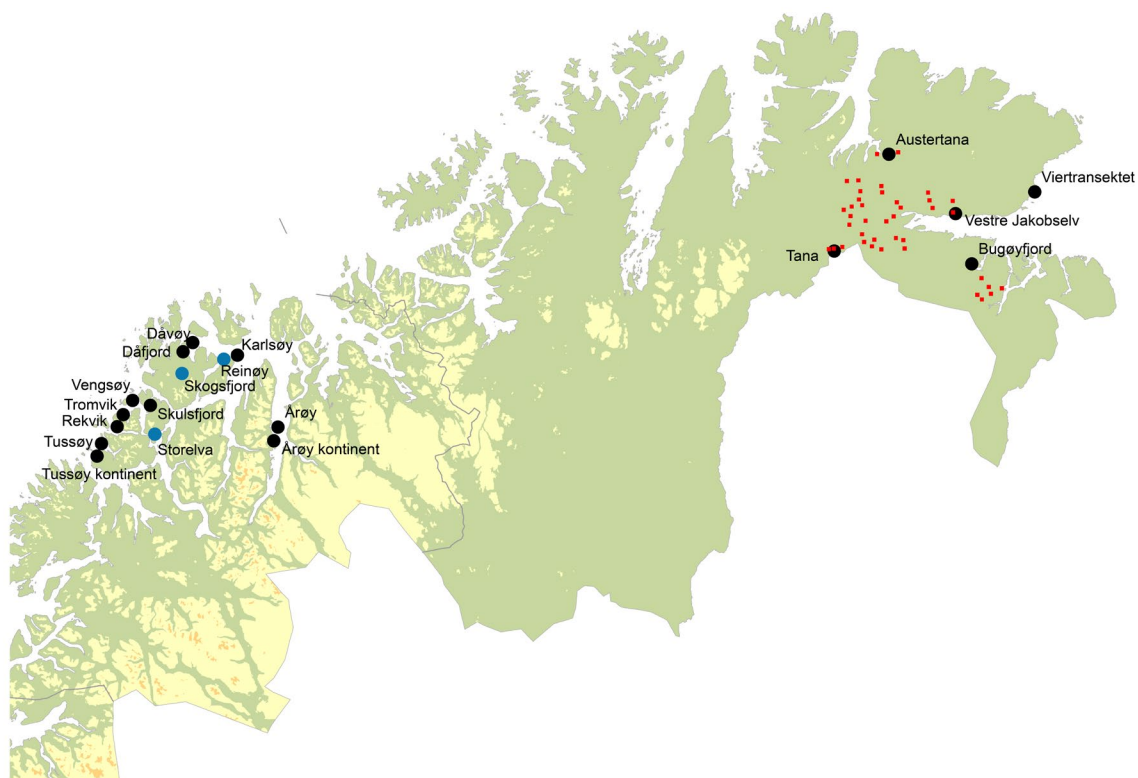 Austertana
Viertransektet
Vestre Jakobselv
Tana
Bugøyfjord
Dåvøy
Dåfjord
Karlsøy
Reinøy
Skogsfjord
Vengsøy
Tromvik
Skulsfjord
Rekvik
Årøy
Tussøy
Storelva
Årøy kontinent
Tussøy kontinent